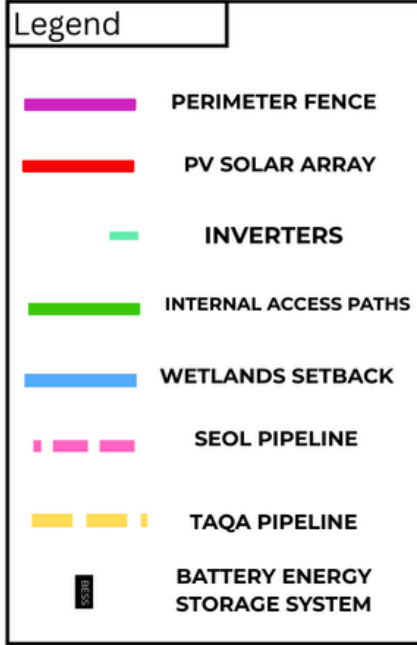 Legend
PERIMETER FENCE
PV SOLAR ARRAY
INVERTERS
INTERNAL ACCESS PATHS
WETLANDS SETBACK
SEOL PIPELINE
TAQA PIPELINE
BESS
BATTERY ENERGY
STORAGE SYSTEM